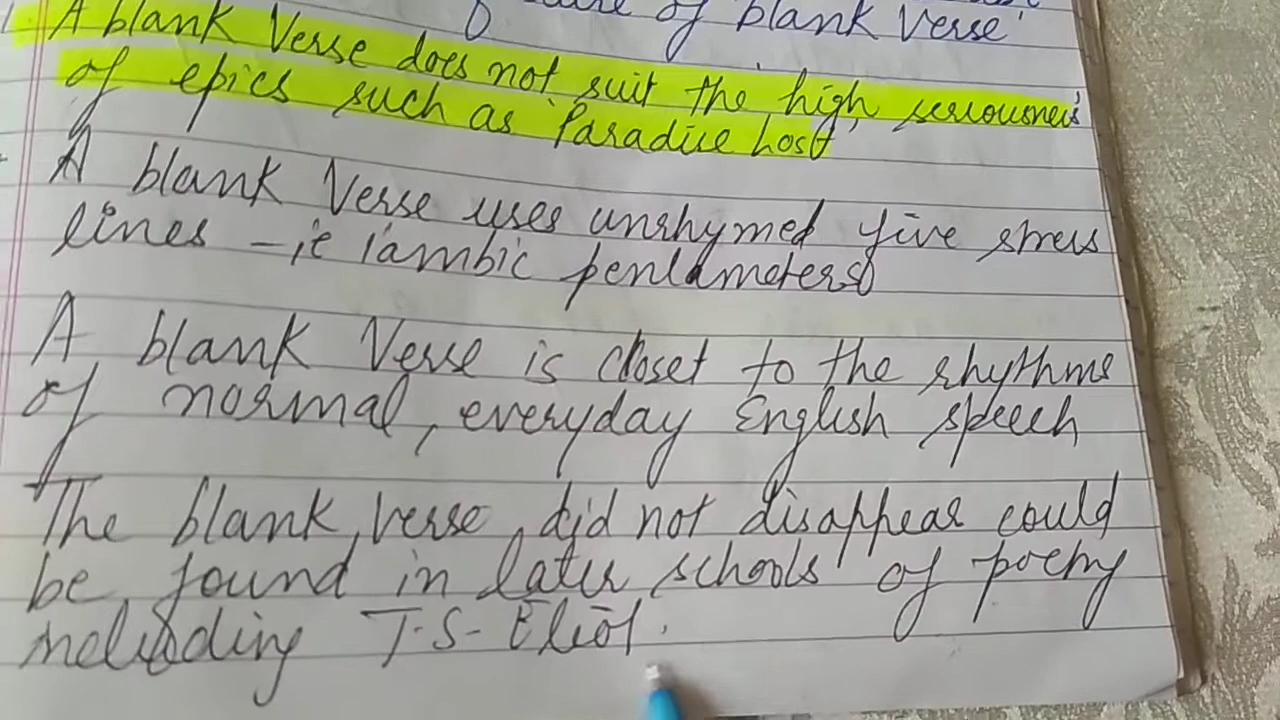 of blank Verse'
A blank Verse does not suit the high seriousness
of epics such as 'Paradise Lost'
A blank Verse uses unrhymed five stress
lines – ie iambic pentameters
A blank Verse is closet to the rhythms
of normal, everyday English speech
The blank verse, did not disappear could
be found in later schools of poetry
including T-S- Eliot.